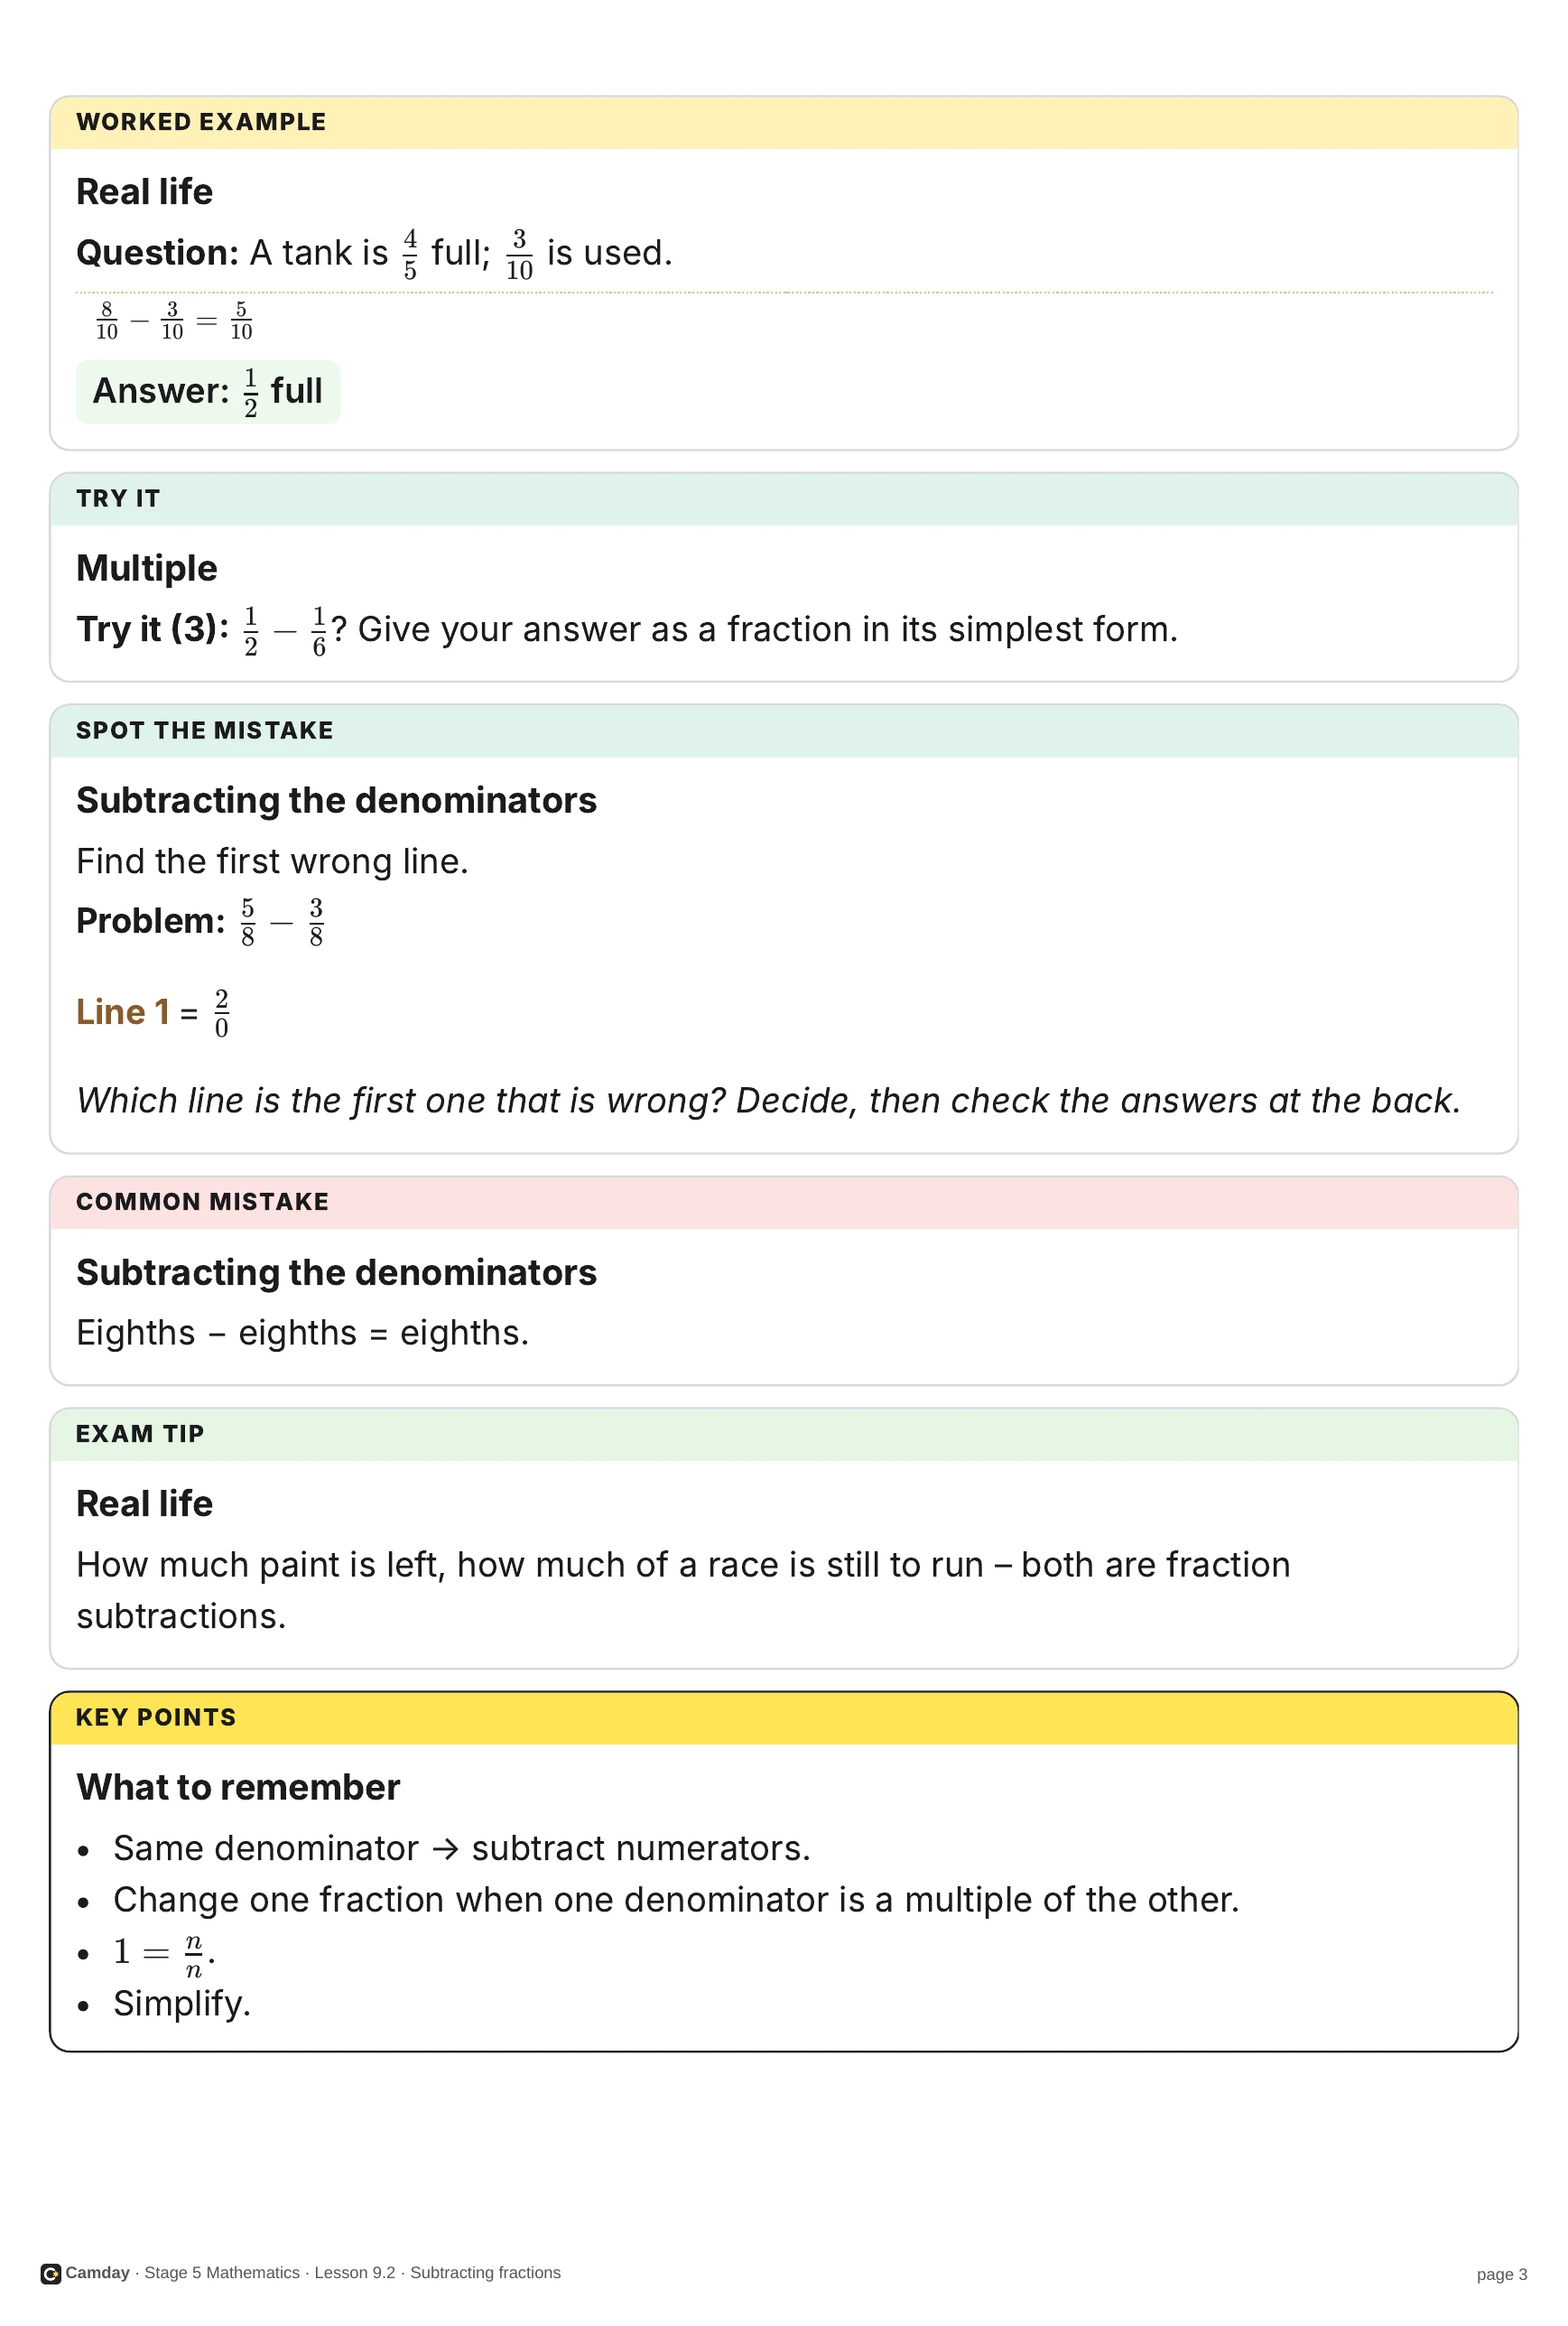 WORKED EXAMPLE
Real life
Question: A tank is 4/5 full; 3/10 is used.
8/10 − 3/10 = 5/10
Answer: 1/2 full
TRY IT
Multiple
Try it (3): 1/2 − 1/6? Give your answer as a fraction in its simplest form.
SPOT THE MISTAKE
Subtracting the denominators
Find the first wrong line.
Problem: 5/8 − 3/8
Line 1 = 2/0
Which line is the first one that is wrong? Decide, then check the answers at the back.
COMMON MISTAKE
Subtracting the denominators
Eighths − eighths = eighths.
EXAM TIP
Real life
How much paint is left, how much of a race is still to run – both are fraction
subtractions.
KEY POINTS
What to remember
• Same denominator → subtract numerators.
• Change one fraction when one denominator is a multiple of the other.
• 1 = n/n.
• Simplify.
Camday · Stage 5 Mathematics · Lesson 9.2 · Subtracting fractions
page 3